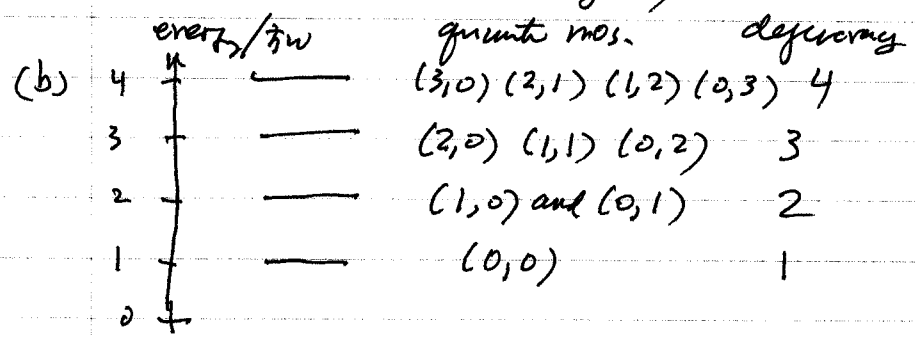 energy/ħω quantum nos. degeneracy
(b) 4 (3,0) (2,1) (1,2) (0,3) 4
3 (2,0) (1,1) (0,2) 3
2 (1,0) and (0,1) 2
1 (0,0) 1
0